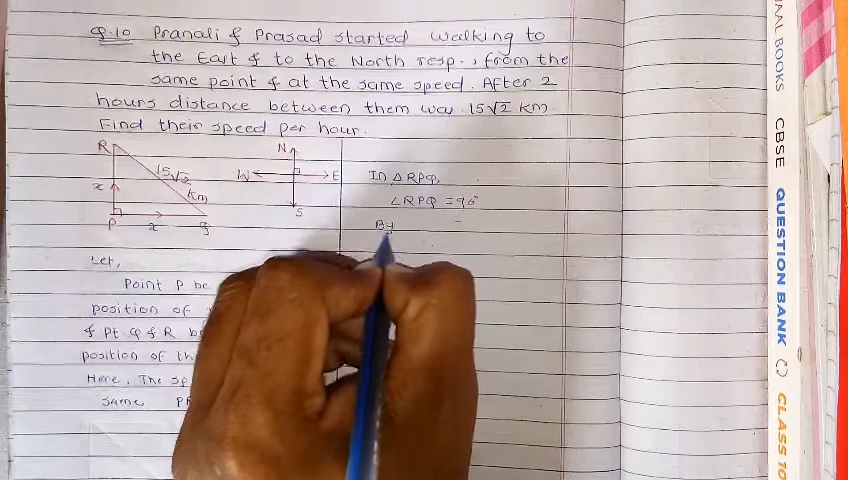 Q.10 Pranali & Prasad started walking to
the East & to the North resp., from the
same point & at the same speed. After 2
hours distance between them was 15√2 km.
Find their speed per hour.
R
15√2
km
x
P
x
Q
N
W
E
S
In △RPQ,
∠RPQ = 90°
By
Let,
Point P be
position of
& Pt. Q & R be
position of
Here, The
same
CBSE
QUESTION BANK
CLASS 10
BOOKS